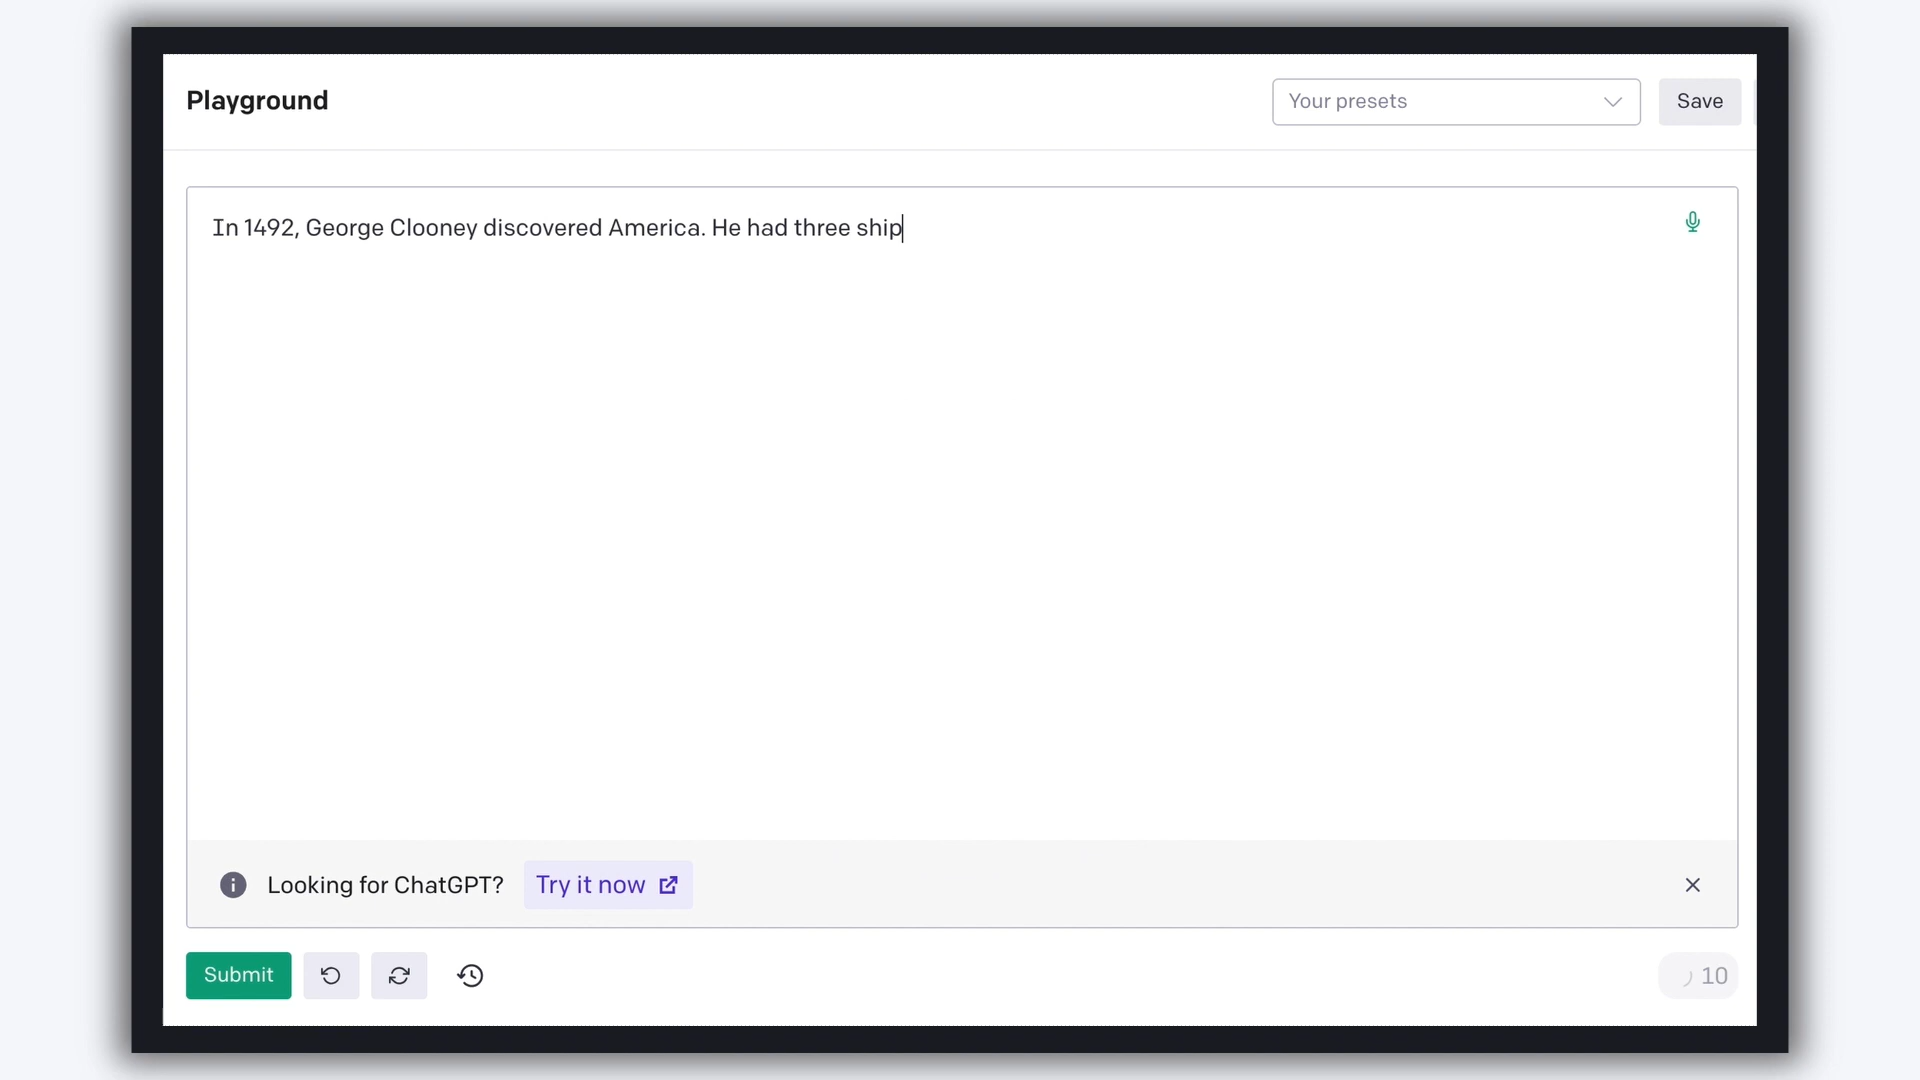 Playground
Your presets
Save
In 1492, George Clooney discovered America. He had three ship
Looking for ChatGPT?
Try it now
Submit
10